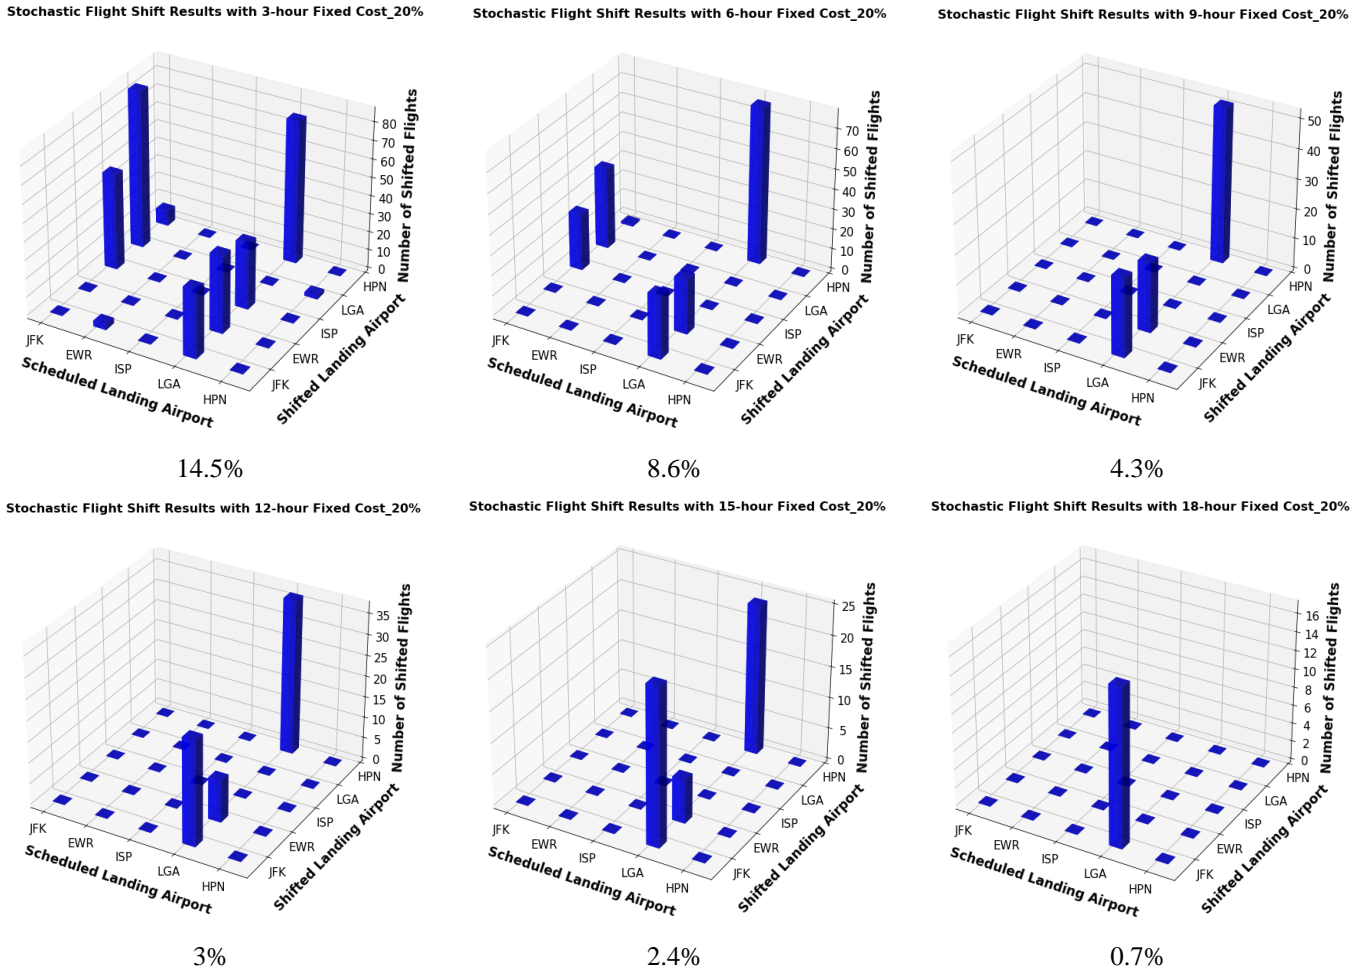 Stochastic Flight Shift Results with 3-hour Fixed Cost_20%
80
70
60
50
40
30
20
10
0
Number of Shifted Flights
JFK
EWR
ISP
LGA
HPN
Scheduled Landing Airport
JFK
EWR
ISP
LGA
HPN
Shifted Landing Airport
14.5%
Stochastic Flight Shift Results with 6-hour Fixed Cost_20%
70
60
50
40
30
20
10
0
Number of Shifted Flights
JFK
EWR
ISP
LGA
HPN
Scheduled Landing Airport
JFK
EWR
ISP
LGA
HPN
Shifted Landing Airport
8.6%
Stochastic Flight Shift Results with 9-hour Fixed Cost_20%
50
40
30
20
10
0
Number of Shifted Flights
JFK
EWR
ISP
LGA
HPN
Scheduled Landing Airport
JFK
EWR
ISP
LGA
HPN
Shifted Landing Airport
4.3%
Stochastic Flight Shift Results with 12-hour Fixed Cost_20%
35
30
25
20
15
10
5
0
Number of Shifted Flights
JFK
EWR
ISP
LGA
HPN
Scheduled Landing Airport
JFK
EWR
ISP
LGA
HPN
Shifted Landing Airport
3%
Stochastic Flight Shift Results with 15-hour Fixed Cost_20%
25
20
15
10
5
0
Number of Shifted Flights
JFK
EWR
ISP
LGA
HPN
Scheduled Landing Airport
JFK
EWR
ISP
LGA
HPN
Shifted Landing Airport
2.4%
Stochastic Flight Shift Results with 18-hour Fixed Cost_20%
16
14
12
10
8
6
4
2
0
Number of Shifted Flights
JFK
EWR
ISP
LGA
HPN
Scheduled Landing Airport
JFK
EWR
ISP
LGA
HPN
Shifted Landing Airport
0.7%